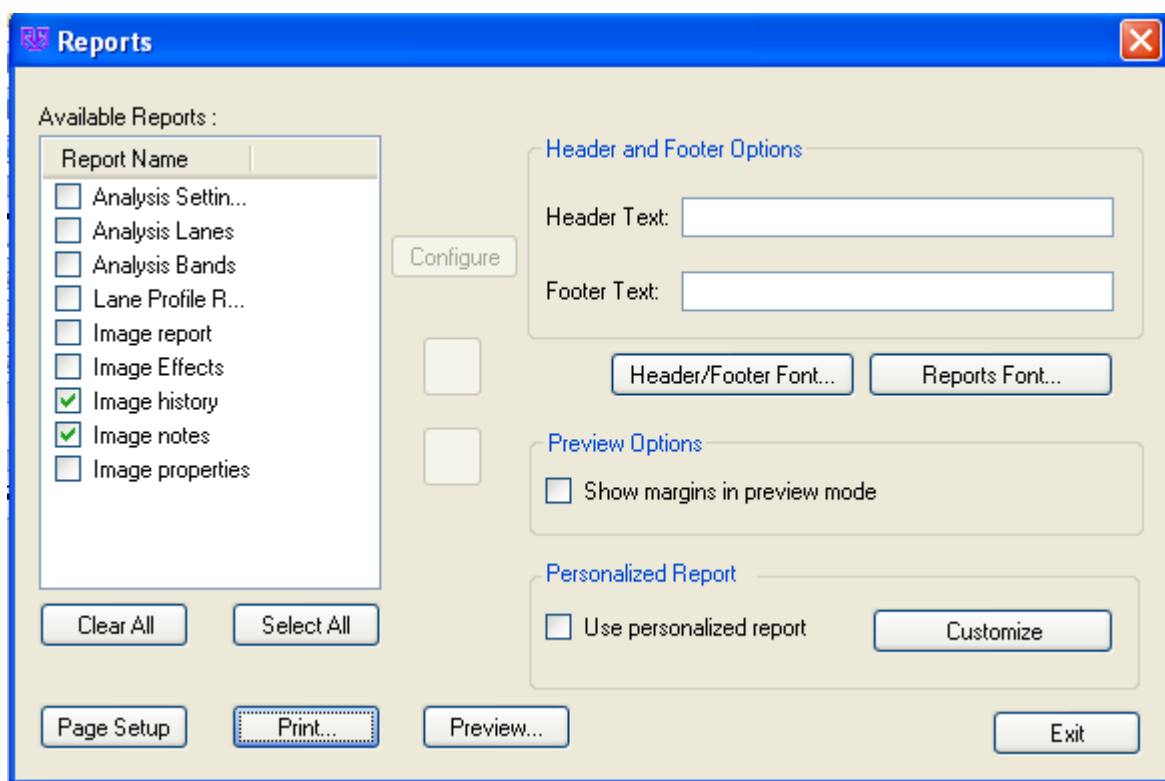 Reports
Available Reports :
Report Name
Analysis Settin...
Analysis Lanes
Analysis Bands
Lane Profile R...
Image report
Image Effects
Image history
Image notes
Image properties
Clear All
Select All
Configure
Header and Footer Options
Header Text:
Footer Text:
Header/Footer Font...
Reports Font...
Preview Options
Show margins in preview mode
Personalized Report
Use personalized report
Customize
Page Setup
Print...
Preview...
Exit